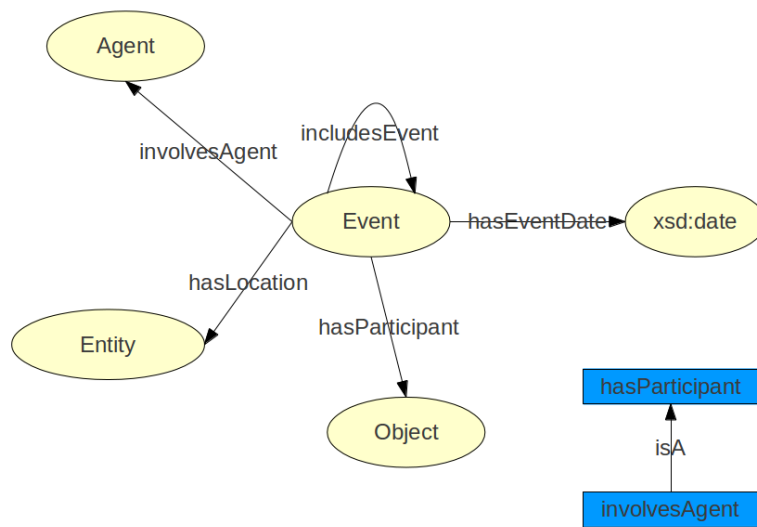 Agent
includesEvent
involvesAgent
Event
hasEventDate
xsd:date
hasLocation
hasParticipant
Entity
hasParticipant
Object
isA
involvesAgent